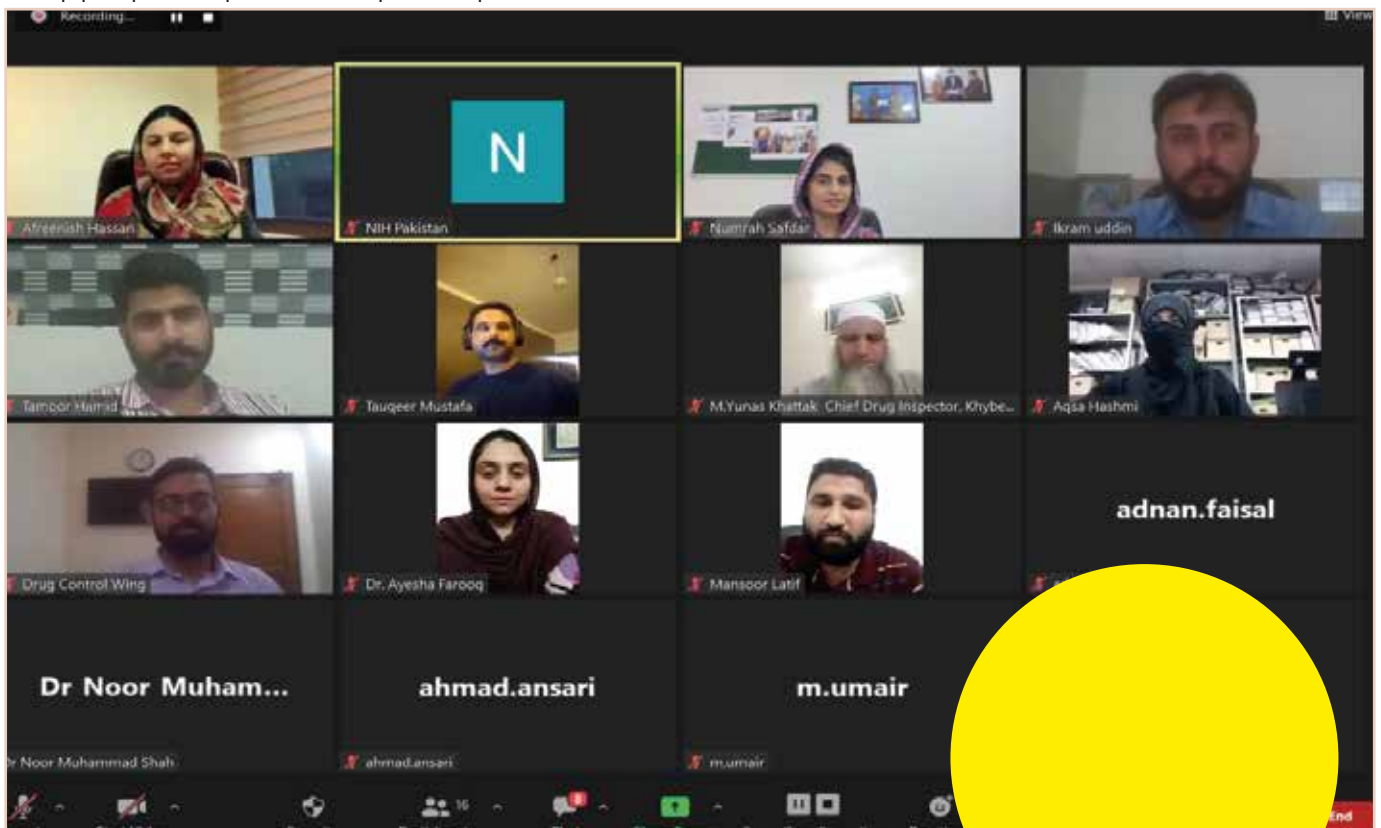 Recording...
View
N
Afreenish Hassan
NIH Pakistan
Numrah Safdar
Ikram uddin
Tamoor Hamid
Tauqeer Mustafa
M.Yunas Khattak Chief Drug Inspector, Khybe...
Aqsa Hashmi
Drug Control Wing
Dr. Ayesha Farooq
Mansoor Latif
adnan.faisal
Dr Noor Muham...
Dr Noor Muhammad Shah
ahmad.ansari
ahmad.ansari
m.umair
m.umair
16
8
End